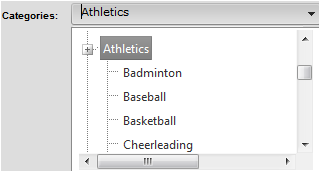 Categories: Athletics
Athletics
Badminton
Baseball
Basketball
Cheerleading